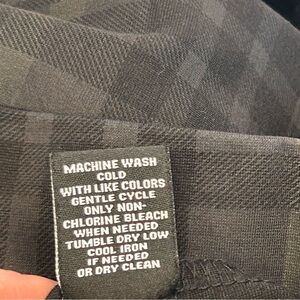 MACHINE WASH
COLD
WITH LIKE COLORS
GENTLE CYCLE
ONLY NON-
CHLORINE BLEACH
WHEN NEEDED
TUMBLE DRY LOW
COOL IRON
IF NEEDED
OR DRY CLEAN